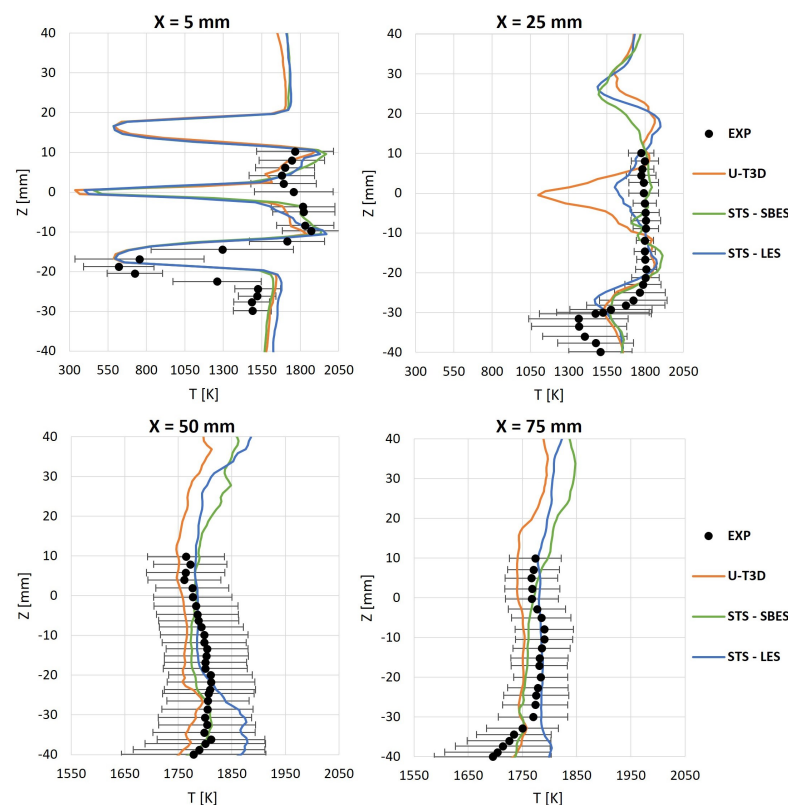 X = 5 mm
40
30
20
10
0
-10
-20
-30
-40
Z [mm]
300 550 800 1050 1300 1550 1800 2050
T [K]
X = 25 mm
40
30
20
10
0
-10
-20
-30
-40
Z [mm]
300 550 800 1050 1300 1550 1800 2050
T [K]
EXP
U-T3D
STS - SBES
STS - LES
X = 50 mm
40
30
20
10
0
-10
-20
-30
-40
Z [mm]
1550 1650 1750 1850 1950 2050
T [K]
X = 75 mm
40
30
20
10
0
-10
-20
-30
-40
Z [mm]
1550 1650 1750 1850 1950 2050
T [K]
EXP
U-T3D
STS - SBES
STS - LES